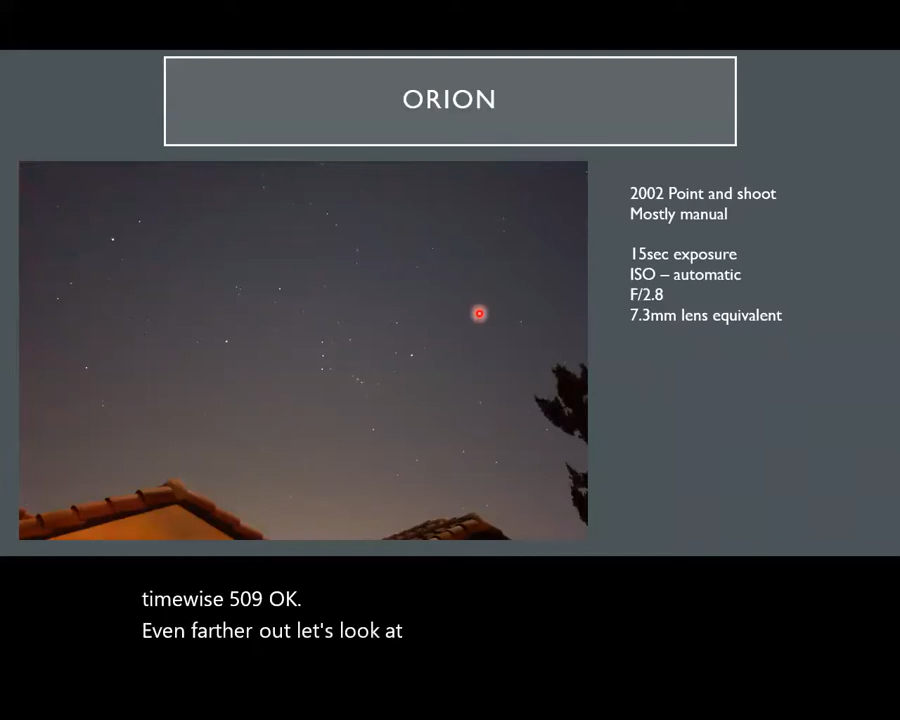 ORION
2002 Point and shoot
Mostly manual
15sec exposure
ISO – automatic
F/2.8
7.3mm lens equivalent
timewise 509 OK.
Even farther out let's look at